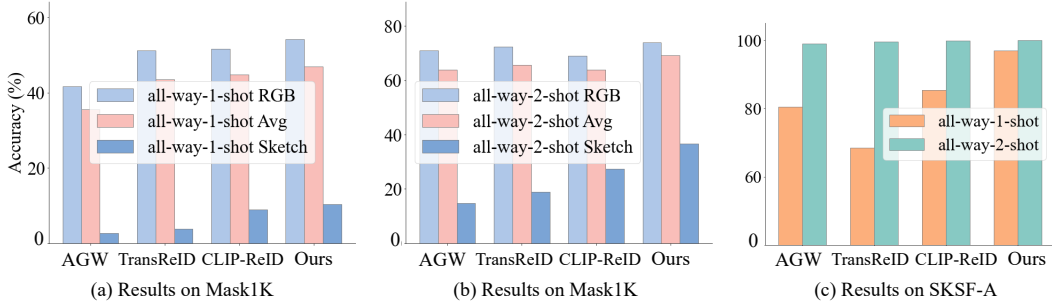 Accuracy (%)
60
40
20
0
all-way-1-shot RGB
all-way-1-shot Avg
all-way-1-shot Sketch
AGW TransReID CLIP-ReID Ours
(a) Results on Mask1K
80
60
40
20
0
all-way-2-shot RGB
all-way-2-shot Avg
all-way-2-shot Sketch
AGW TransReID CLIP-ReID Ours
(b) Results on Mask1K
100
80
60
0
all-way-1-shot
all-way-2-shot
AGW TransReID CLIP-ReID Ours
(c) Results on SKSF-A